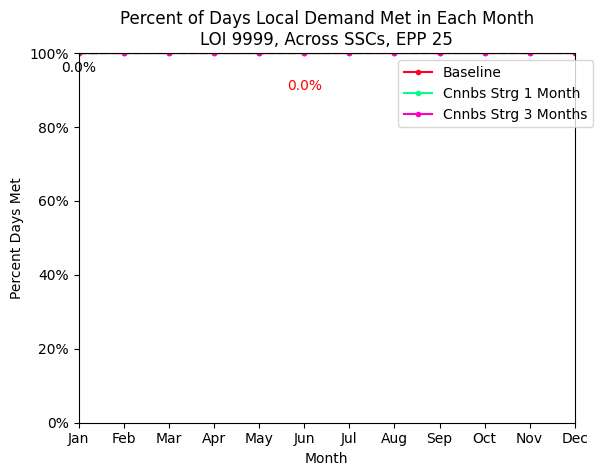 Percent of Days Local Demand Met in Each Month
LOI 9999, Across SSCs, EPP 25
100%
0.0%
0.0%
Baseline
Cnnbs Strg 1 Month
Cnnbs Strg 3 Months
80%
60%
40%
20%
0%
Percent Days Met
Jan Feb Mar Apr May Jun Jul Aug Sep Oct Nov Dec
Month